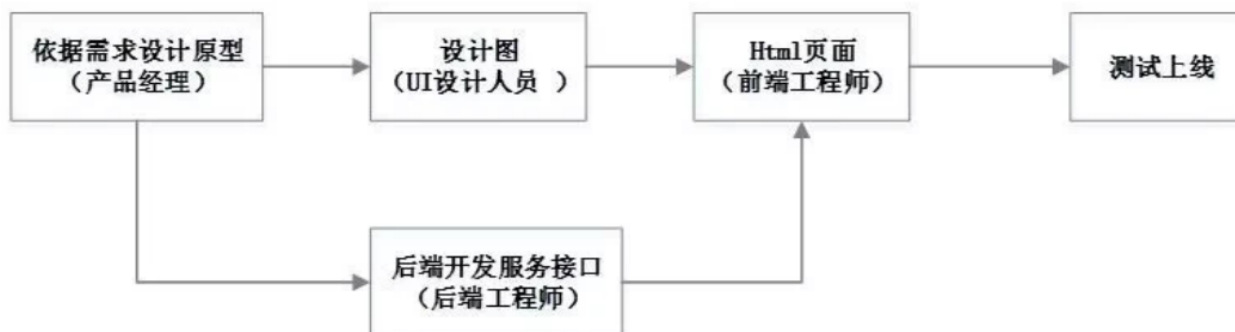 依据需求设计原型
（产品经理）
设计图
（UI设计人员 ）
Html页面
（前端工程师）
测试上线
后端开发服务接口
（后端工程师）